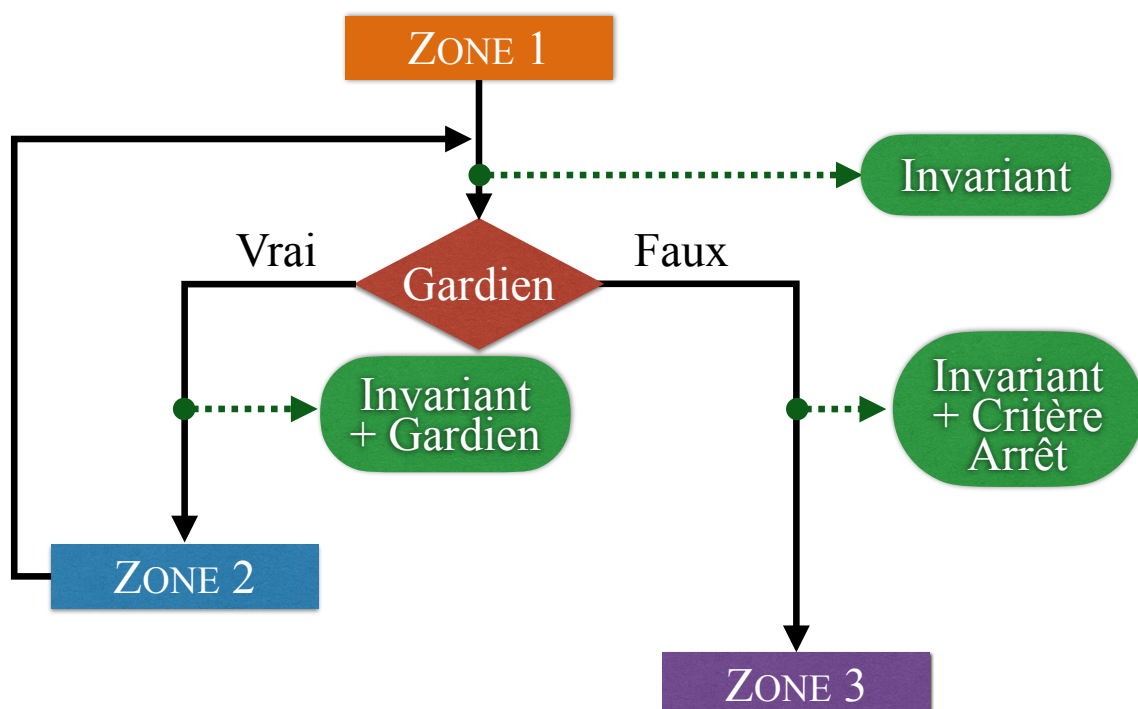 ZONE 1
Invariant
Vrai
Faux
Gardien
Invariant
+ Gardien
Invariant
+ Critère
Arrêt
ZONE 2
ZONE 3